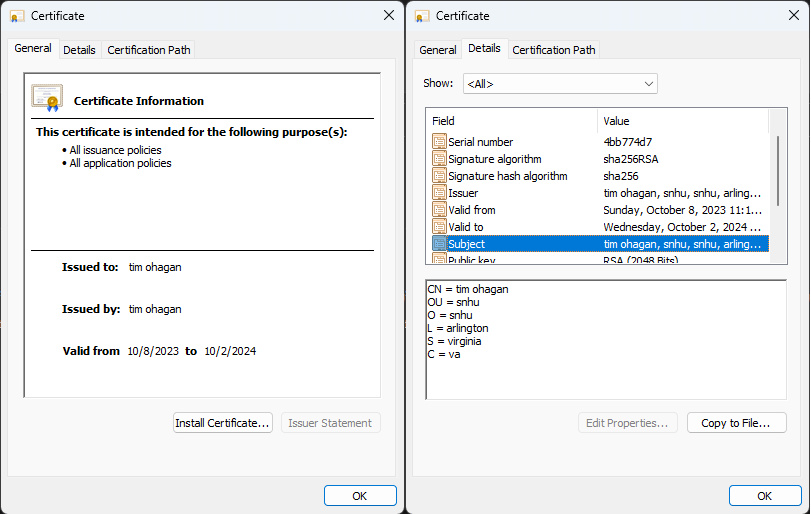 Certificate
General Details Certification Path
Certificate Information
This certificate is intended for the following purpose(s):
• All issuance policies
• All application policies
Issued to: tim ohagan
Issued by: tim ohagan
Valid from 10/8/2023 to 10/2/2024
Install Certificate...
Issuer Statement
OK
Certificate
General Details Certification Path
Show: <All>
Field Value
Serial number 4bb774d7
Signature algorithm sha256RSA
Signature hash algorithm sha256
Issuer tim ohagan, snhu, snhu, arling...
Valid from Sunday, October 8, 2023 11:1...
Valid to Wednesday, October 2, 2024 ...
Subject tim ohagan, snhu, snhu, arling...
Public key RSA (2048 Bits)
CN = tim ohagan
OU = snhu
O = snhu
L = arlington
S = virginia
C = va
Edit Properties...
Copy to File...
OK